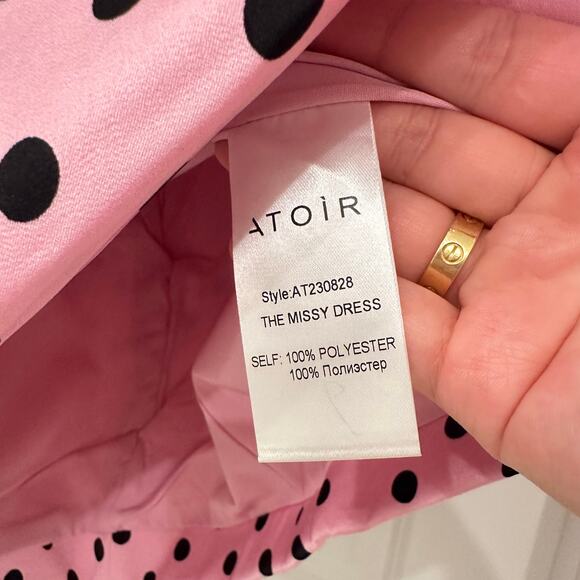 ATOÌR
Style:AT230828
THE MISSY DRESS
SELF: 100% POLYESTER
100% Полиэстер